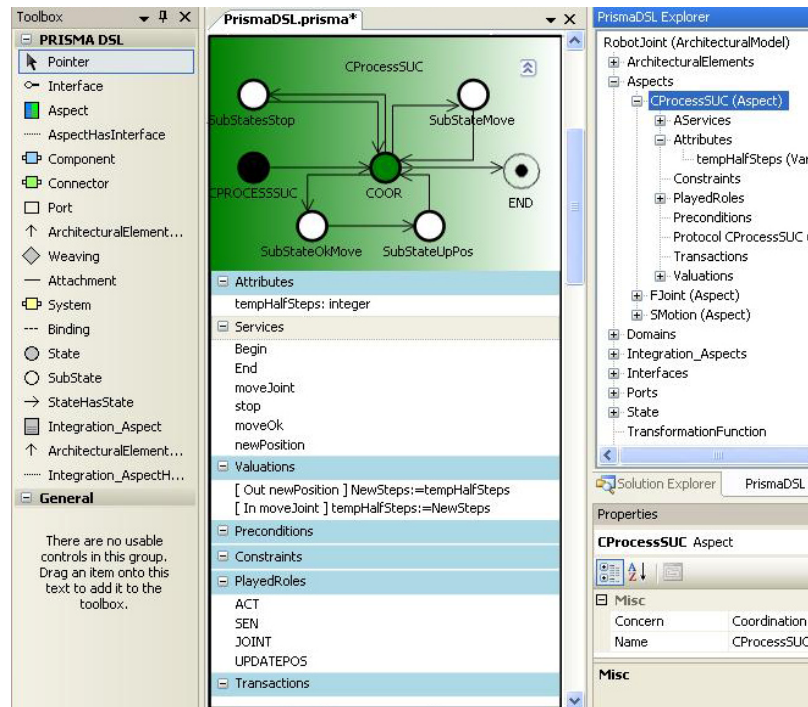 Toolbox
PRISMA DSL
Pointer
Interface
Aspect
AspectHasInterface
Component
Connector
Port
ArchitecturalElement...
Weaving
Attachment
System
Binding
State
SubState
StateHasState
Integration_Aspect
ArchitecturalElement...
Integration_AspectH...
General
There are no usable
controls in this group.
Drag an item onto this
text to add it to the
toolbox.
PrismaDSL.prisma*
CProcessSUC
SubStatesStop
SubStateMove
CPROCESSSUC
COOR
END
SubStateOkMove
SubStateUpPos
Attributes
tempHalfSteps: integer
Services
Begin
End
moveJoint
stop
moveOk
newPosition
Valuations
[ Out newPosition ] NewSteps:=tempHalfSteps
[ In moveJoint ] tempHalfSteps:=NewSteps
Preconditions
Constraints
PlayedRoles
ACT
SEN
JOINT
UPDATEPOS
Transactions
PrismaDSL Explorer
RobotJoint (ArchitecturalModel)
ArchitecturalElements
Aspects
CProcessSUC (Aspect)
AServices
Attributes
tempHalfSteps (Var
Constraints
PlayedRoles
Preconditions
Protocol CProcessSUC (
Transactions
Valuations
FJoint (Aspect)
SMotion (Aspect)
Domains
Integration_Aspects
Interfaces
Ports
State
TransformationFunction
Solution Explorer
PrismaDSL
Properties
CProcessSUC Aspect
Misc
Concern Coordination
Name CProcessSUC
Misc